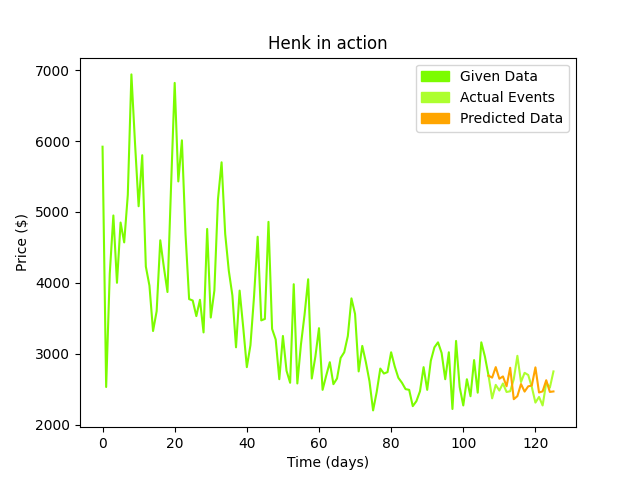 Henk in action
Given Data
Actual Events
Predicted Data
Price ($)
7000
6000
5000
4000
3000
2000
0
20
40
60
80
100
120
Time (days)